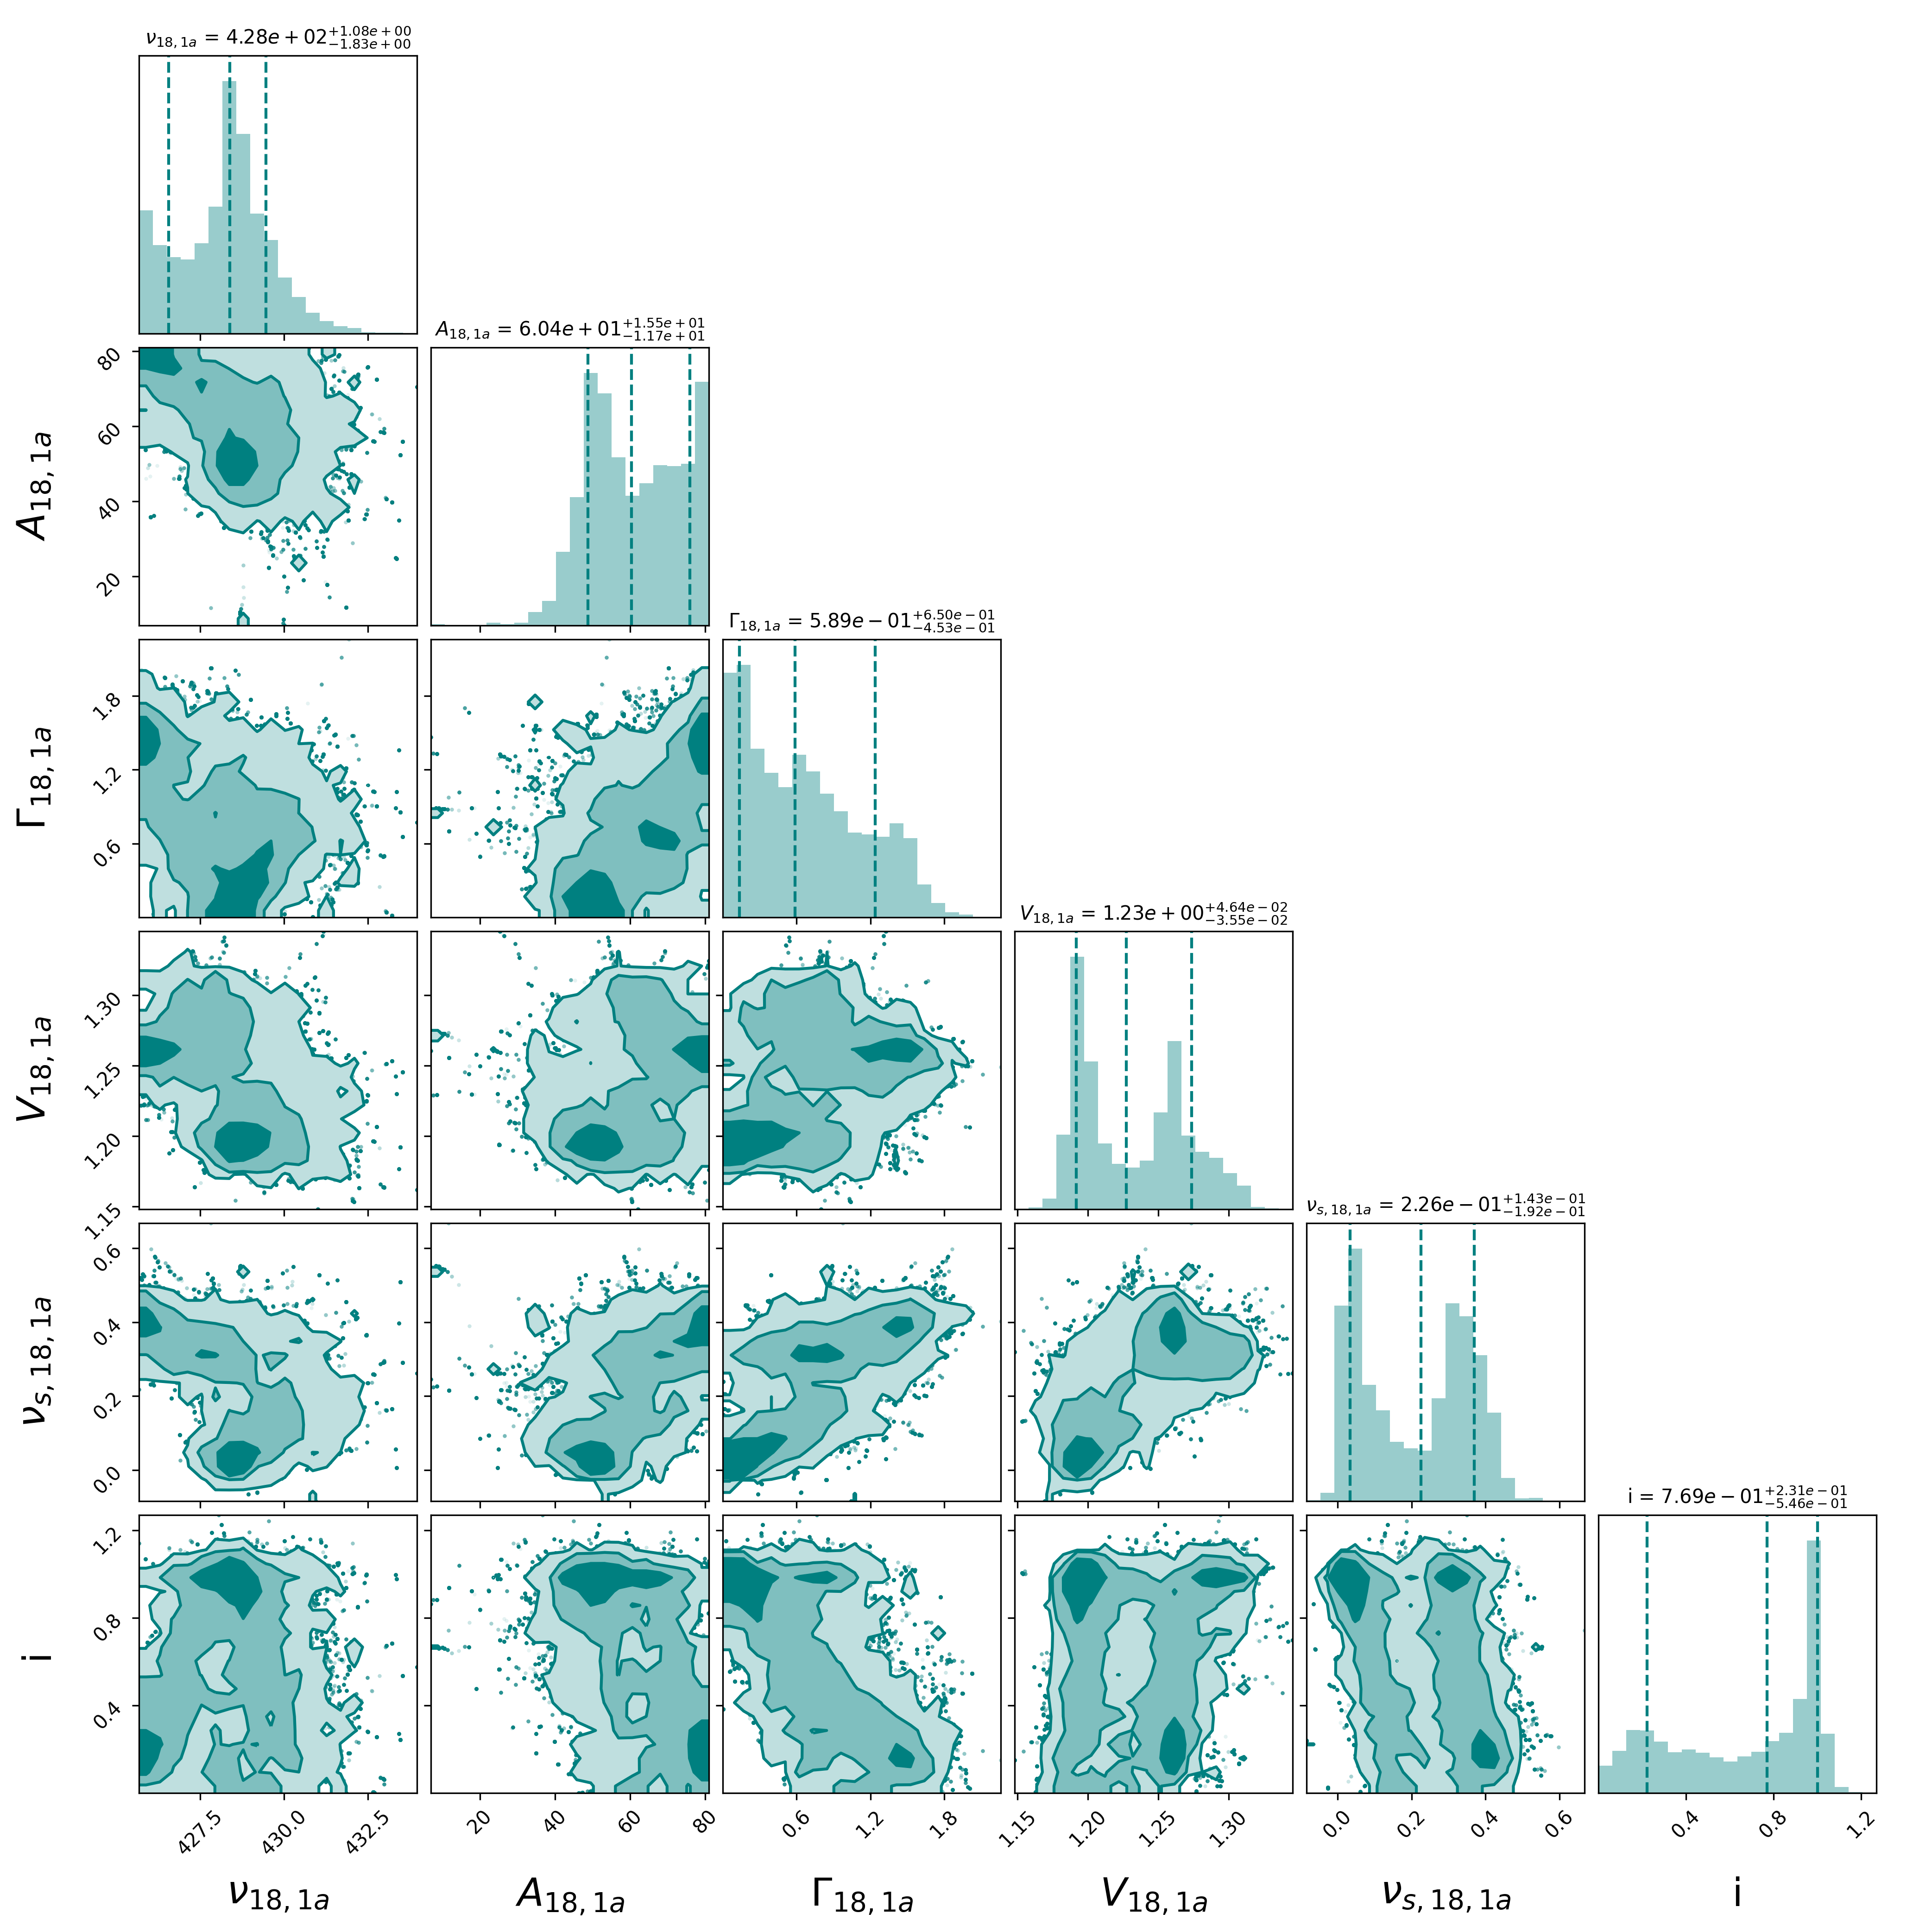 ν18,1a = 4.28e + 02 +1.08e + 00 −1.83e + 00
A18,1a = 6.04e + 01 +1.55e + 01 −1.17e + 01
80
60
40
20
A18,1a
Γ18,1a = 5.89e − 01 +6.50e − 01 −4.53e − 01
1.8
1.2
0.6
Γ18,1a
V18,1a = 1.23e + 00 +4.64e − 02 −3.55e − 02
1.30
1.25
1.20
1.15
V18,1a
νs,18,1a = 2.26e − 01 +1.43e − 01 −1.92e − 01
0.6
0.4
0.2
0.0
νs,18,1a
i = 7.69e − 01 +2.31e − 01 −5.46e − 01
1.2
0.8
0.4
i
427.5 430.0 432.5 20 40 60 80 0.6 1.2 1.8 1.15 1.20 1.25 1.30 0.0 0.2 0.4 0.6 0.4 0.8 1.2
ν18,1a A18,1a Γ18,1a V18,1a νs,18,1a i